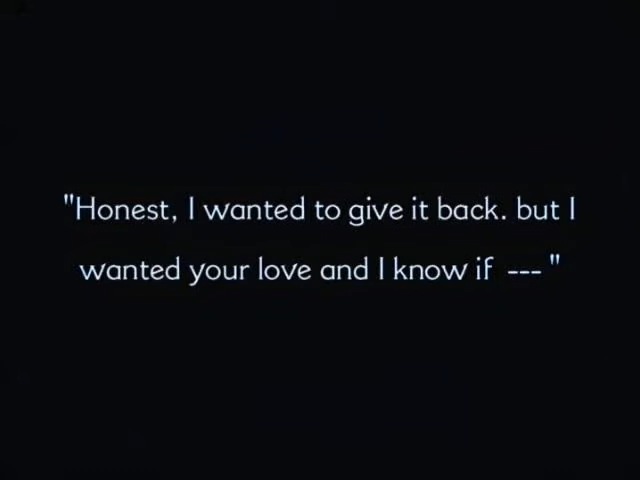 "Honest, I wanted to give it back. but I
wanted your love and I know if --- "